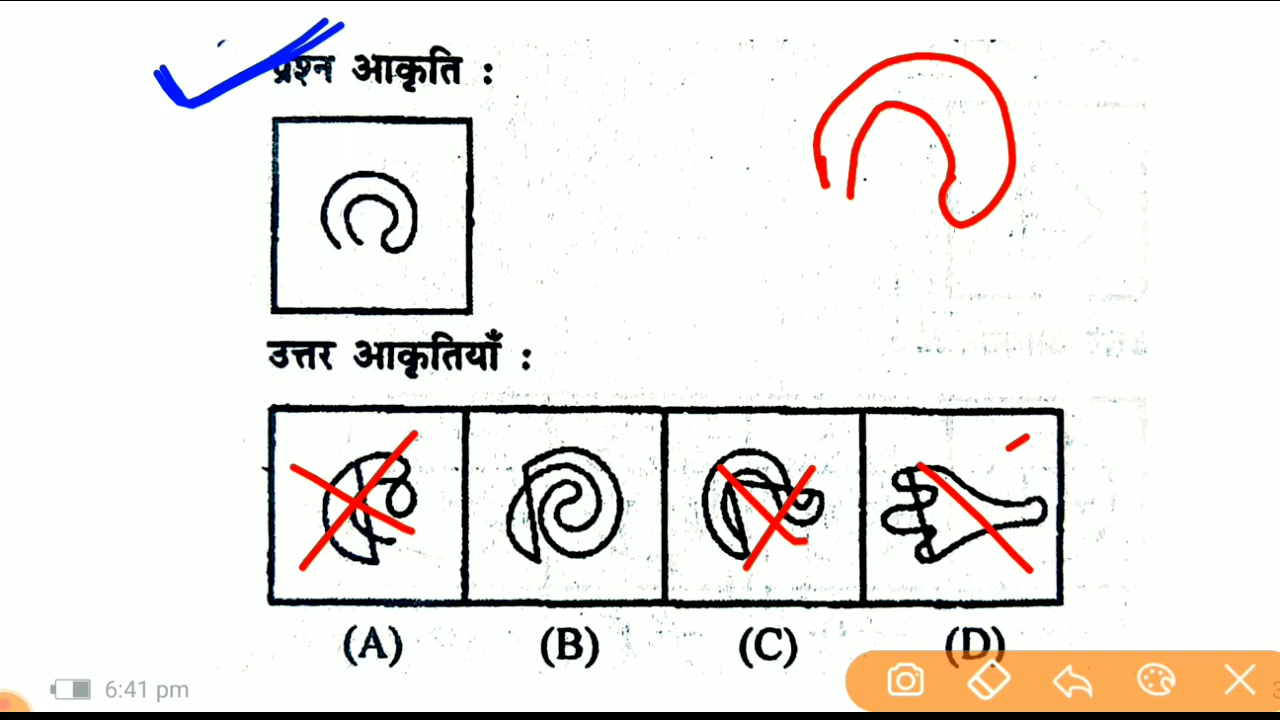 प्रश्न आकृति :
उत्तर आकृतियाँ :
(A) (B) (C) (D)
6:41 pm